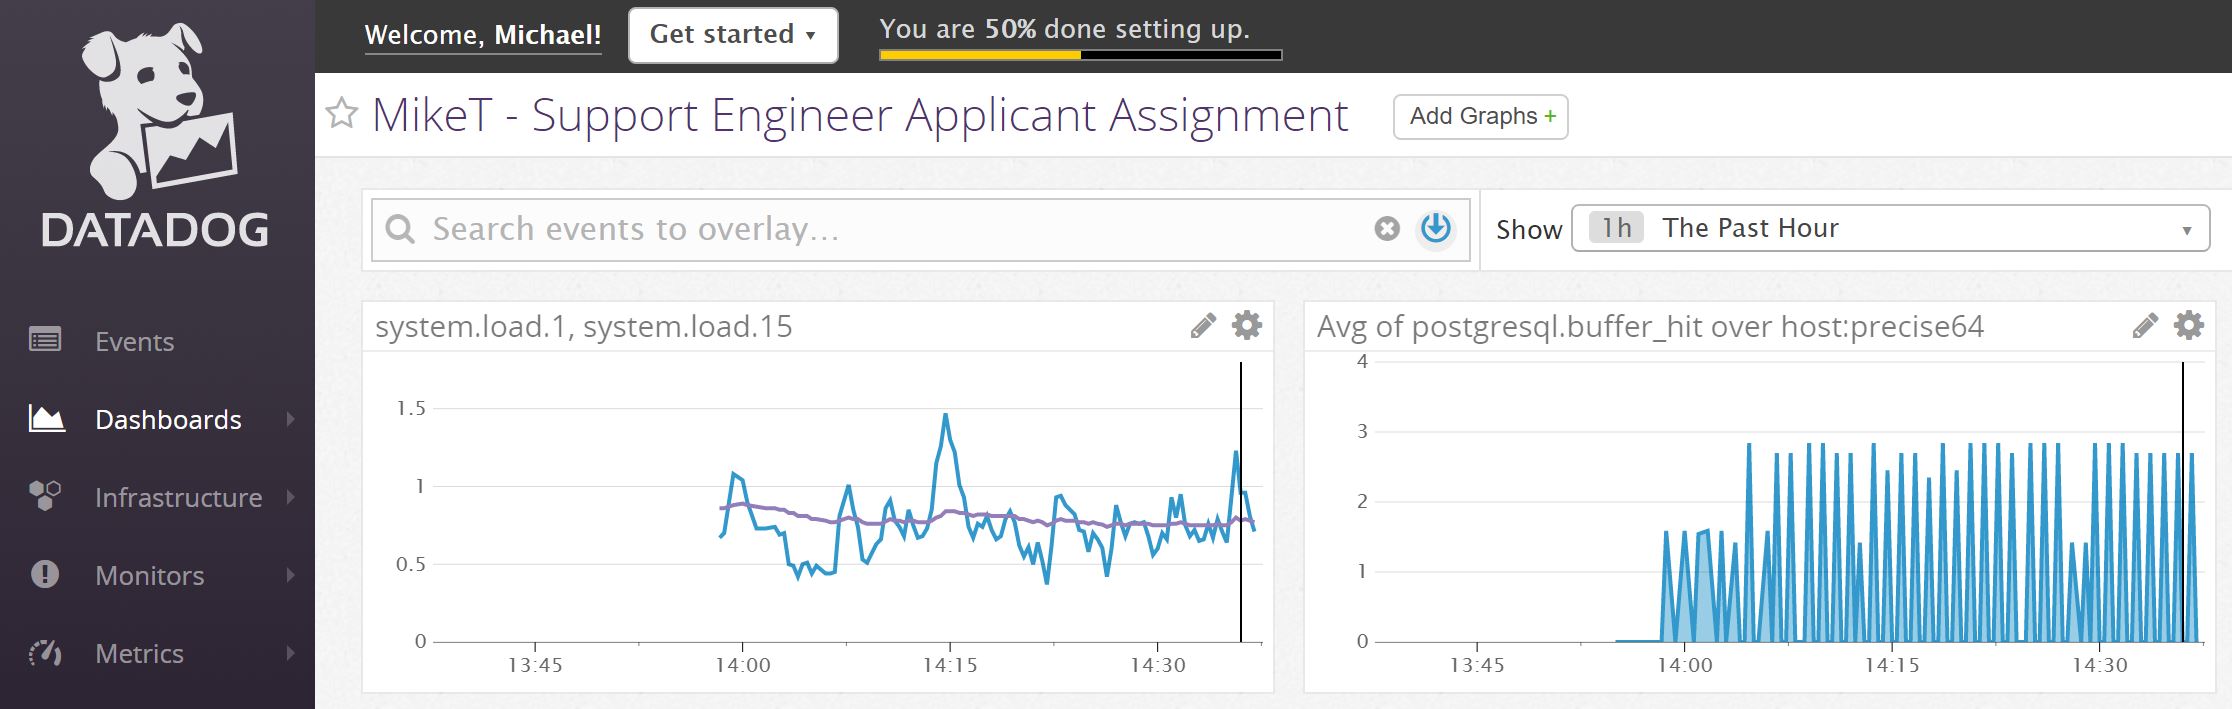 Welcome, Michael!
Get started
You are 50% done setting up.
DATADOG
Events
Dashboards
Infrastructure
Monitors
Metrics
MikeT - Support Engineer Applicant Assignment
Add Graphs +
Search events to overlay...
Show
1h The Past Hour
system.load.1, system.load.15
1.5
1
0.5
0
13:45 14:00 14:15 14:30
Avg of postgresql.buffer_hit over host:precise64
4
3
2
1
0
13:45 14:00 14:15 14:30